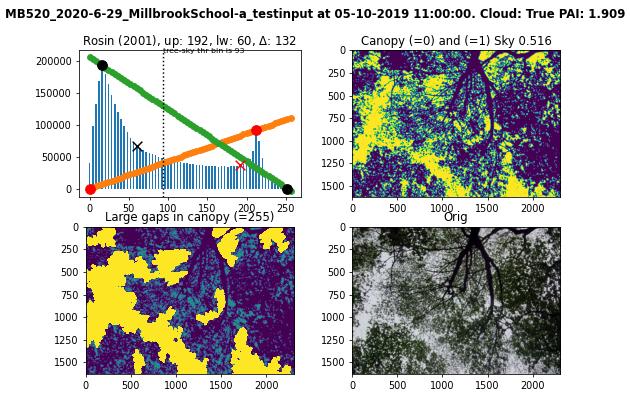 MB520_2020-6-29_MillbrookSchool-a_testinput at 05-10-2019 11:00:00. Cloud: True PAI: 1.909
Rosin (2001), up: 192, lw: 60, Δ: 132
tree-sky thr bin is 93
200000
150000
100000
50000
0
0 50 100 150 200 250
Canopy (=0) and (=1) Sky 0.516
0
250
500
750
1000
1250
1500
0 500 1000 1500 2000
Large gaps in canopy (=255)
0
250
500
750
1000
1250
1500
0 500 1000 1500 2000
Orig
0
250
500
750
1000
1250
1500
0 500 1000 1500 2000